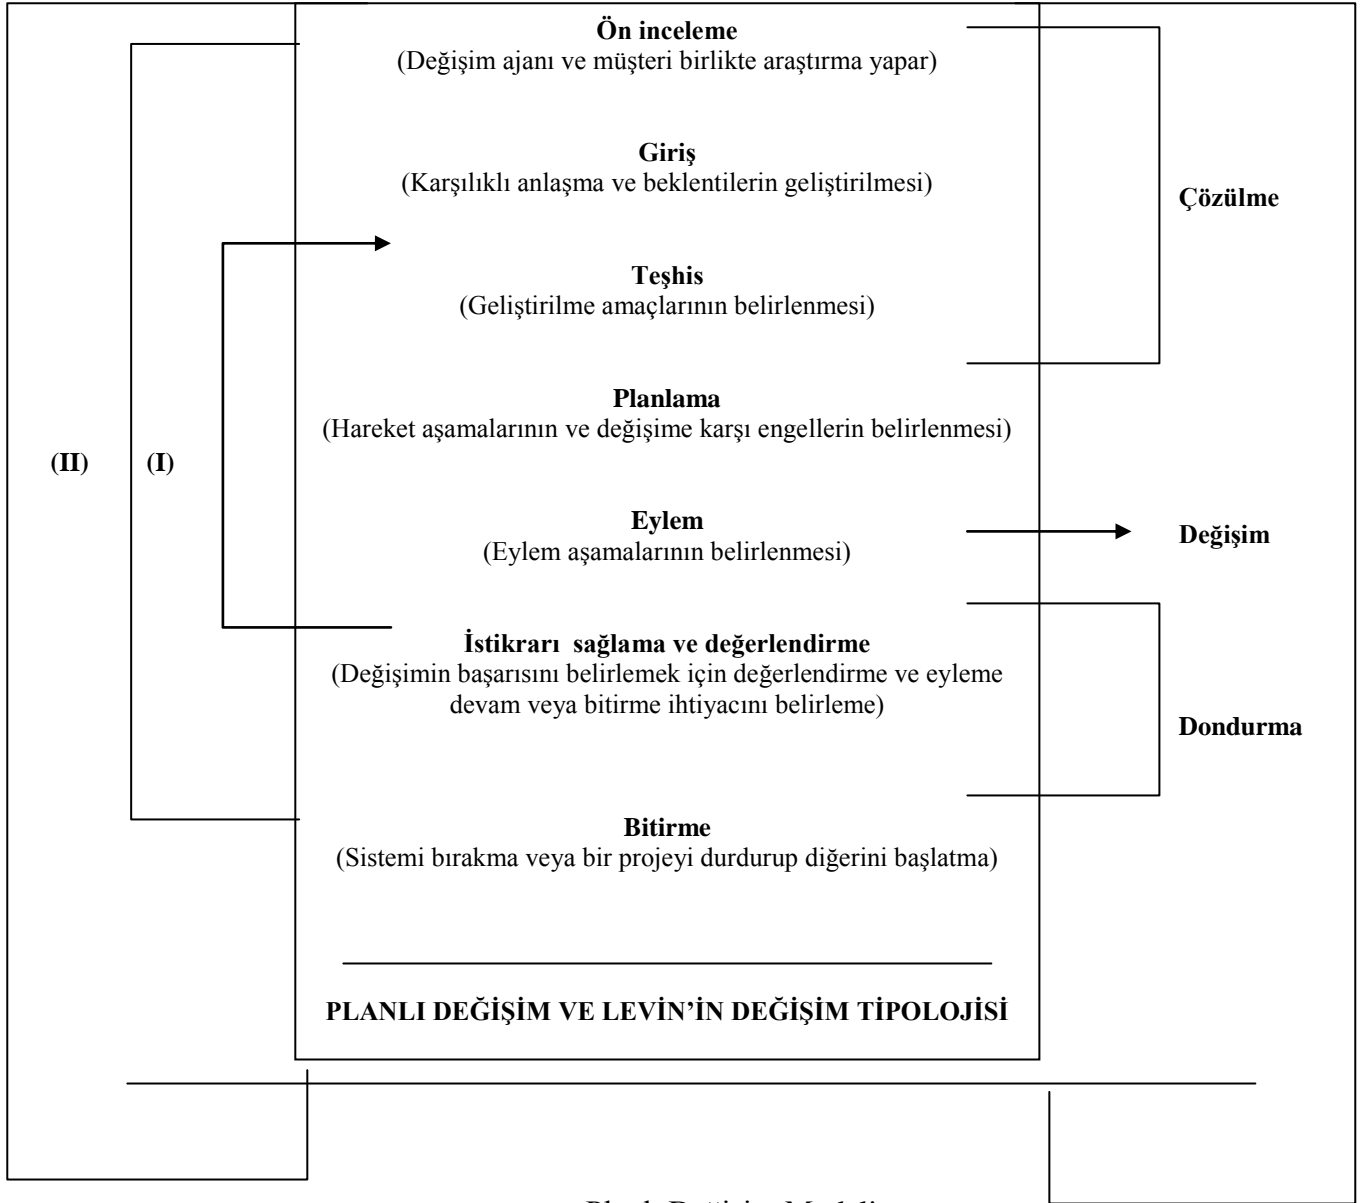 Ön inceleme
(Değişim ajanı ve müşteri birlikte araştırma yapar)
Giriş
(Karşılıklı anlaşma ve beklentilerin geliştirilmesi)
Çözülme
Teşhis
(Geliştirilme amaçlarının belirlenmesi)
Planlama
(Hareket aşamalarının ve değişime karşı engellerin belirlenmesi)
(II) (I)
Eylem
(Eylem aşamalarının belirlenmesi)
Değişim
İstikrarı sağlama ve değerlendirme
(Değişimin başarısını belirlemek için değerlendirme ve eyleme
devam veya bitirme ihtiyacını belirleme)
Dondurma
Bitirme
(Sistemi bırakma veya bir projeyi durdurup diğerini başlatma)
PLANLI DEĞİŞİM VE LEVİN’İN DEĞİŞİM TİPOLOJİSİ